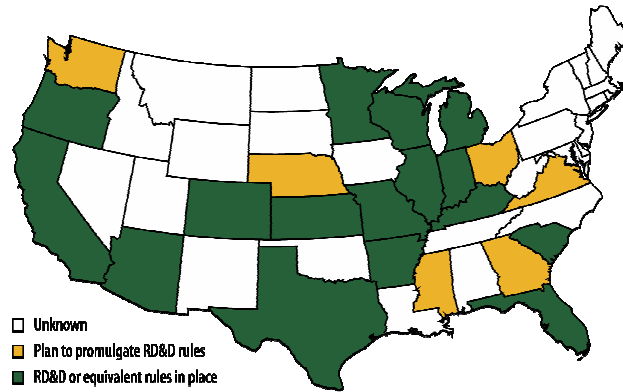 Unknown
Plan to promulgate RD&D rules
RD&D or equivalent rules in place